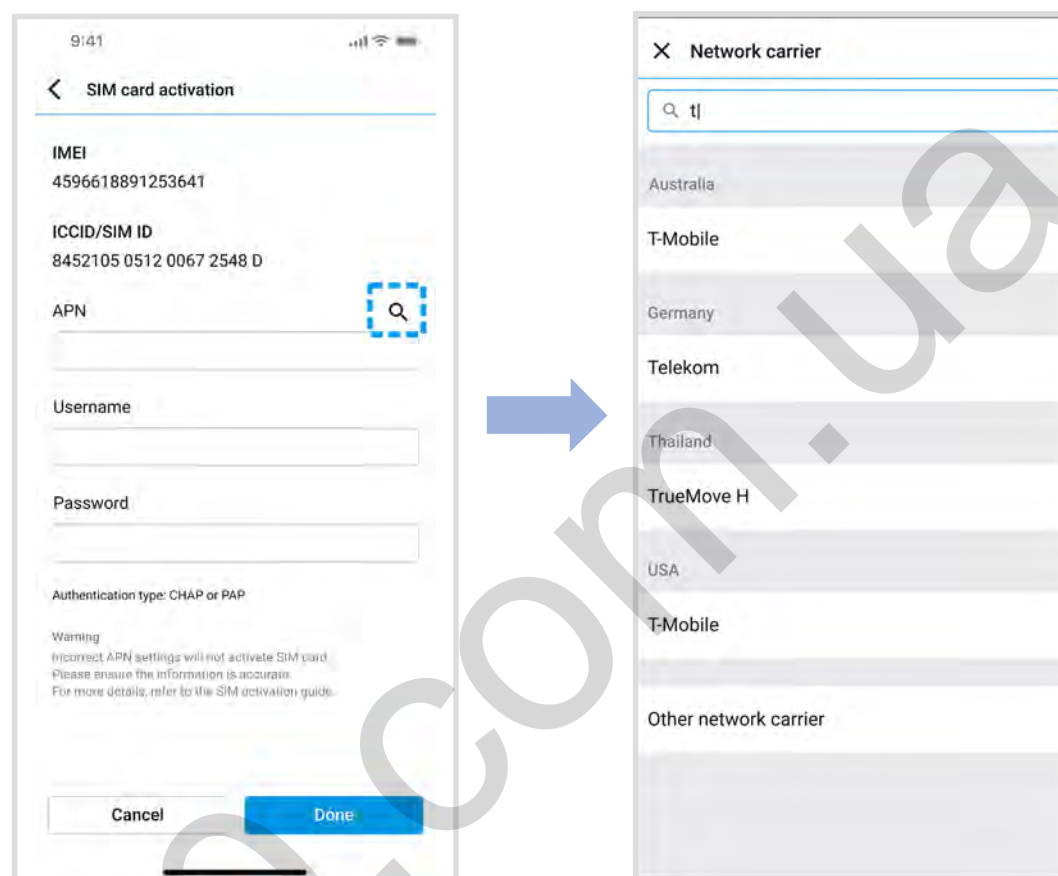 9:41
SIM card activation
IMEI
4596618891253641
ICCID/SIM ID
8452105 0512 0067 2548 D
APN
Username
Password
Authentication type: CHAP or PAP
Warning
Incorrect APN settings will not activate SIM card
Please ensure the information is accurate.
For more details, refer to the SIM activation guide.
Cancel
Done
Network carrier
t
Australia
T-Mobile
Germany
Telekom
Thailand
TrueMove H
USA
T-Mobile
Other network carrier
com.ua